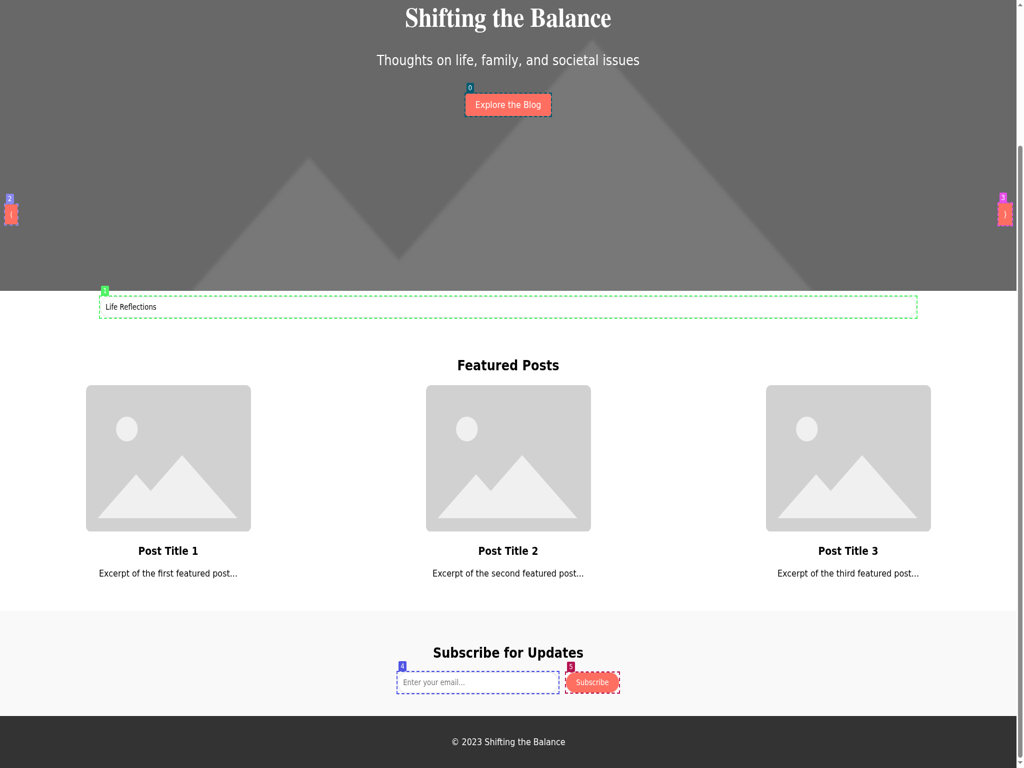 Shifting the Balance
Thoughts on life, family, and societal issues
0
Explore the Blog
2
3
⟨
⟩
1
Life Reflections
Featured Posts
Post Title 1
Post Title 2
Post Title 3
Excerpt of the first featured post...
Excerpt of the second featured post...
Excerpt of the third featured post...
Subscribe for Updates
4
5
Enter your email...
Subscribe
© 2023 Shifting the Balance